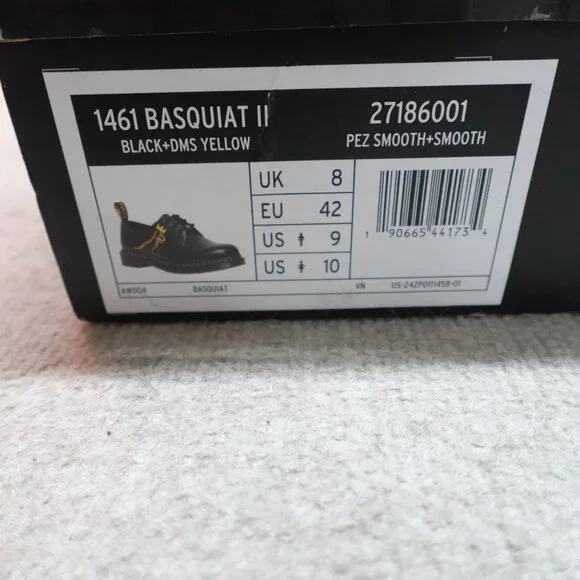 1461 BASQUIAT II 27186001
BLACK+DMS YELLOW PEZ SMOOTH+SMOOTH
UK 8
EU 42
US 9
US 10
1 90665 44173 4
AW004 BASQUIAT VN US-242P0111458-01